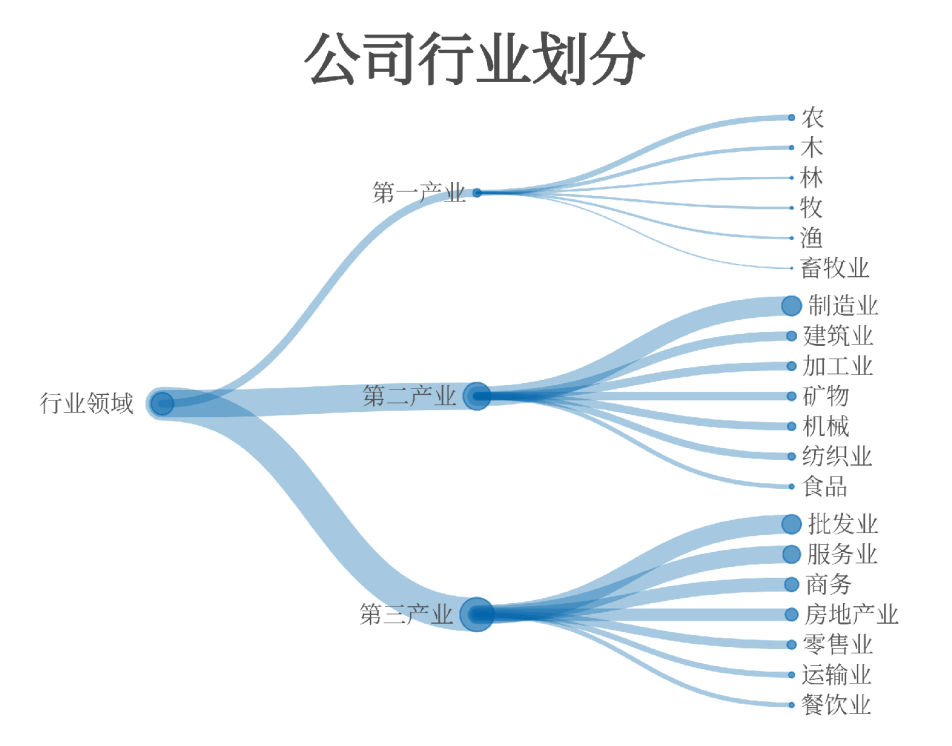 公司行业划分
行业领域
第一产业
农
木
林
牧
渔
畜牧业
第二产业
制造业
建筑业
加工业
矿物
机械
纺织业
食品
第三产业
批发业
服务业
商务
房地产业
零售业
运输业
餐饮业